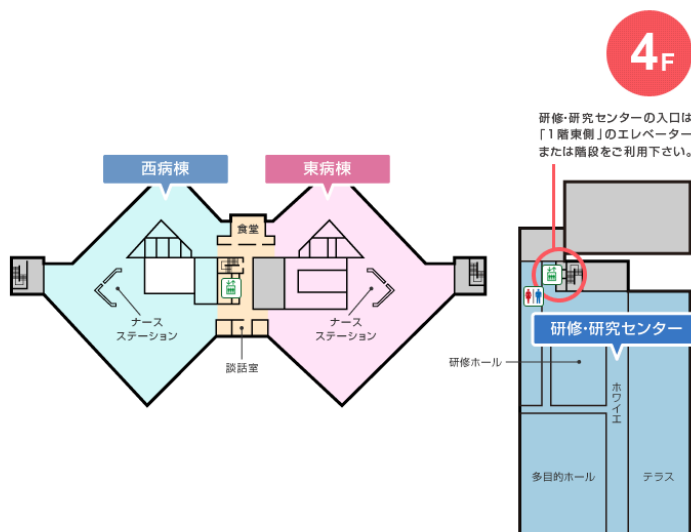 4F
研修・研究センターの入口は
「1階東側」のエレベーター
または階段をご利用下さい。
西病棟
東病棟
食堂
ナース
ステーション
ナース
ステーション
談話室
研修・研究センター
研修ホール
ホワイエ
多目的ホール
テラス